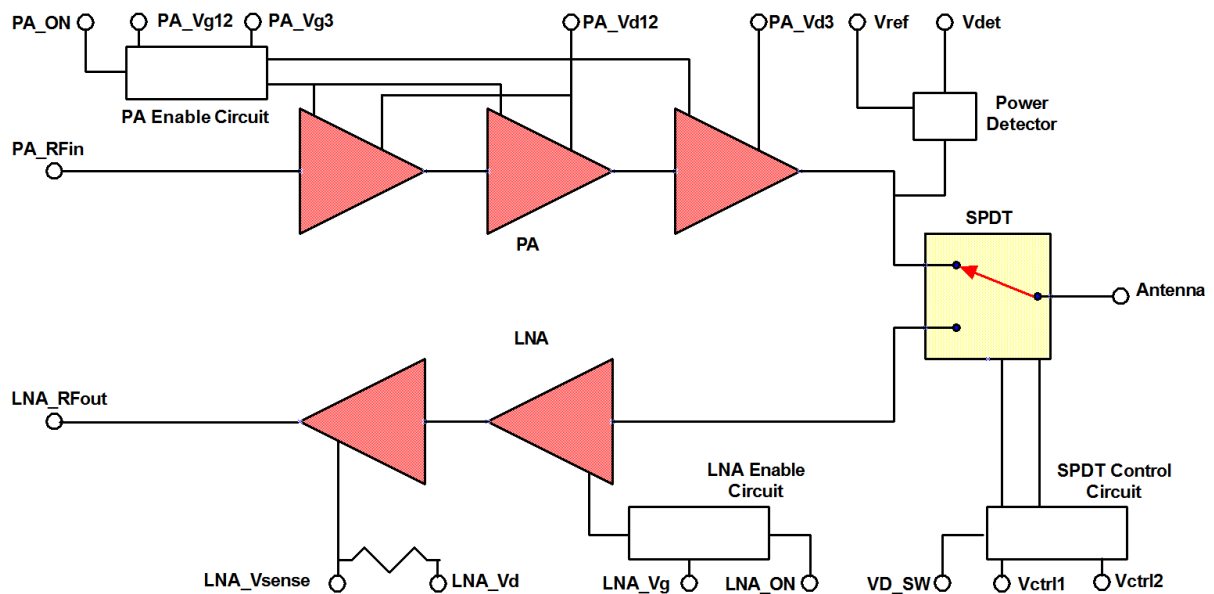 PA_ON
PA_Vg12
PA_Vg3
PA_Vd12
PA_Vd3
Vref
Vdet
PA Enable Circuit
Power
Detector
PA_RFin
PA
SPDT
Antenna
LNA
LNA_RFout
LNA Enable
Circuit
SPDT Control
Circuit
LNA_Vsense
LNA_Vd
LNA_Vg
LNA_ON
VD_SW
Vctrl1
Vctrl2